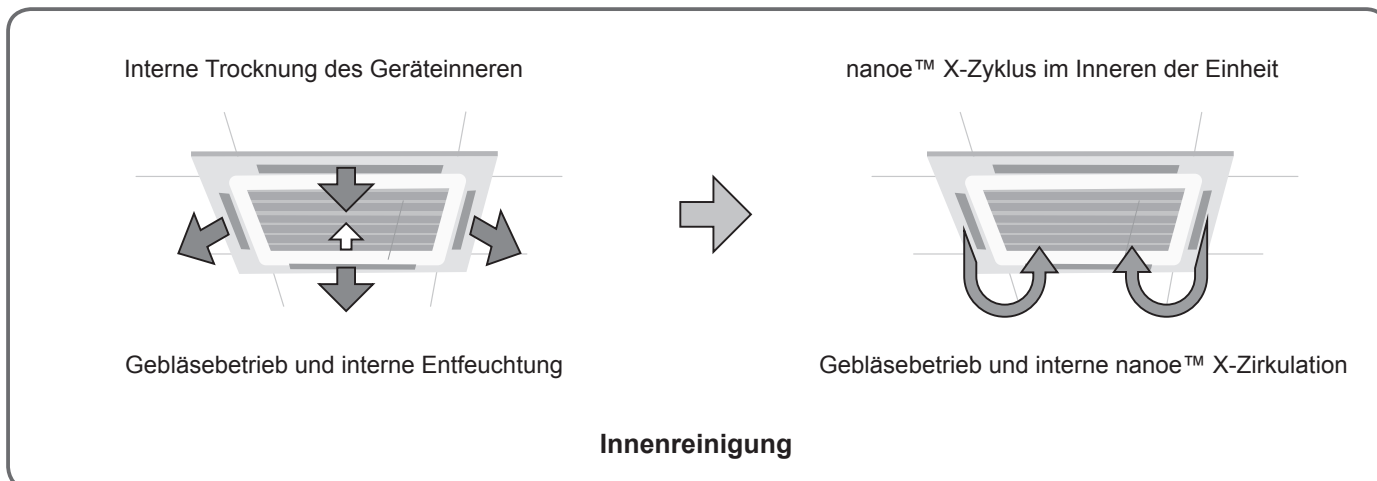 Interne Trocknung des Geräteinneren
nanoe™ X-Zyklus im Inneren der Einheit
Gebläsebetrieb und interne Entfeuchtung
Gebläsebetrieb und interne nanoe™ X-Zirkulation
Innenreinigung